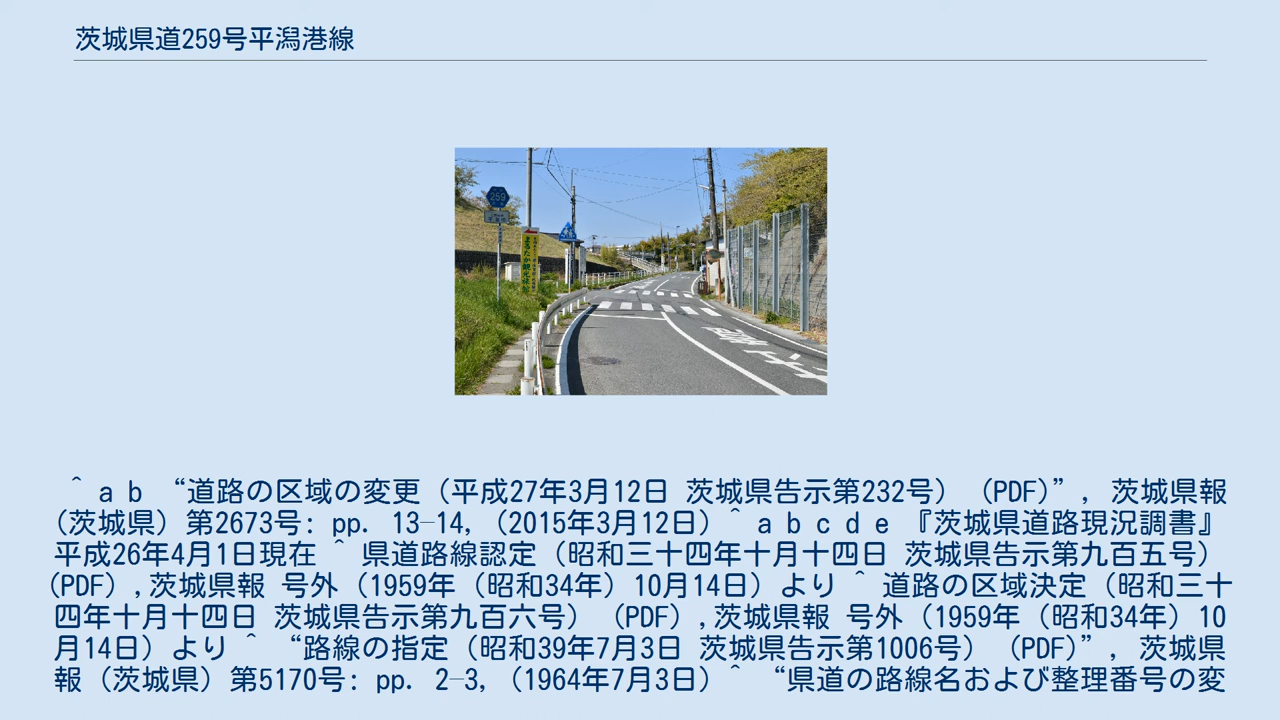 茨城県道259号平潟港線
259
^ a b “道路の区域の変更（平成27年3月12日 茨城県告示第232号）（PDF）”, 茨城県報
（茨城県）第2673号: pp. 13–14, （2015年3月12日）^ a b c d e 『茨城県道路現況調書』
平成26年4月1日現在 ^ 県道路線認定（昭和三十四年十月十四日 茨城県告示第九百五号）
（PDF）,茨城県報 号外（1959年（昭和34年）10月14日）より ^ 道路の区域決定（昭和三十
四年十月十四日 茨城県告示第九百六号）（PDF）,茨城県報 号外（1959年（昭和34年）10
月14日）より ^ “路線の指定（昭和39年7月3日 茨城県告示第1006号）（PDF）”, 茨城県
報（茨城県）第5170号: pp. 2–3, （1964年7月3日）^ “県道の路線名および整理番号の変